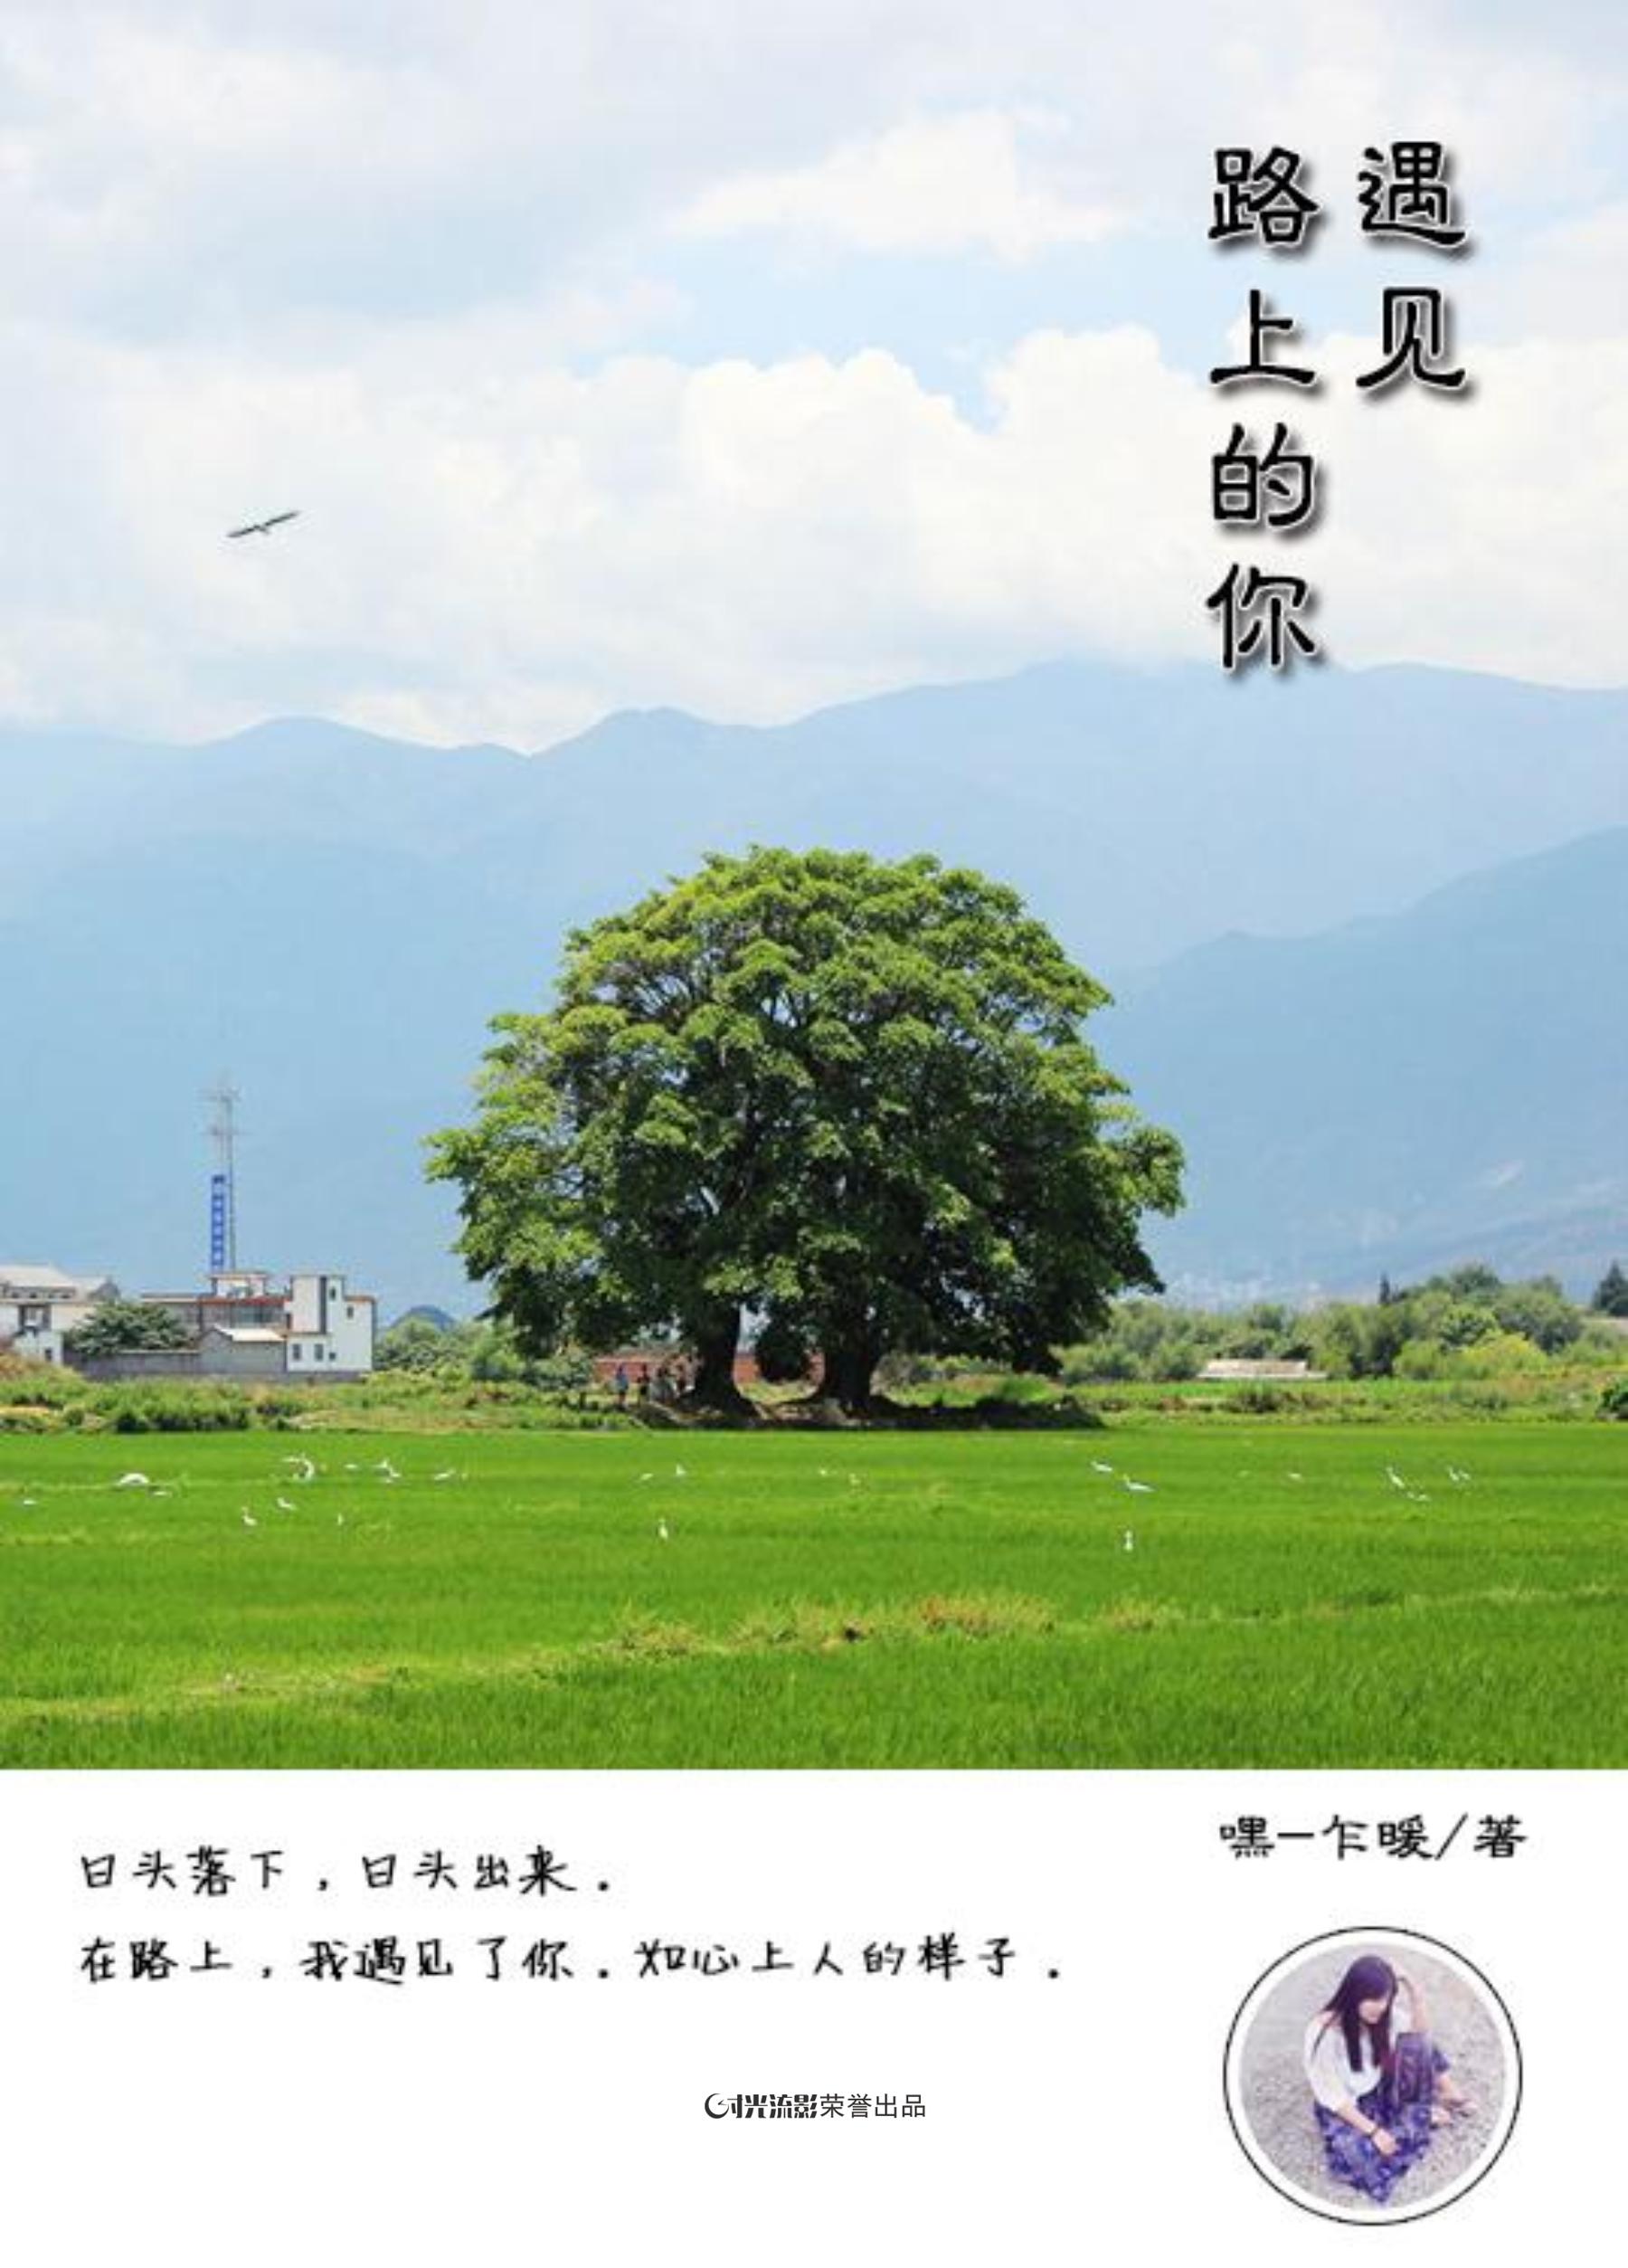 遇见
路上的你
日头落下，日头出来．
在路上，我遇见了你．如心上人的样子．
嘿一乍暖/著
时光流影荣誉出品